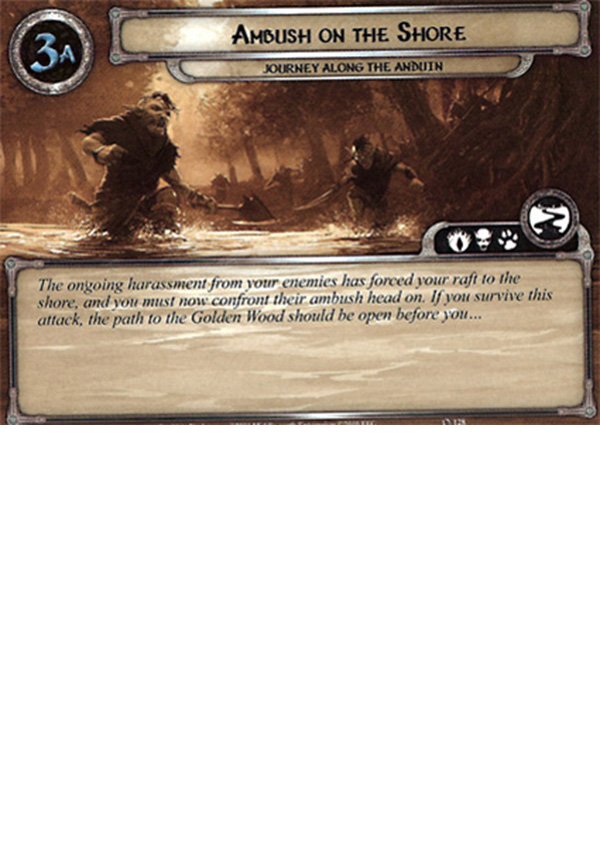 3A
Ambush on the Shore
Journey Along the Anduin
The ongoing harassment from your enemies has forced your raft to the
shore, and you must now confront their ambush head on. If you survive this
attack, the path to the Golden Wood should be open before you...